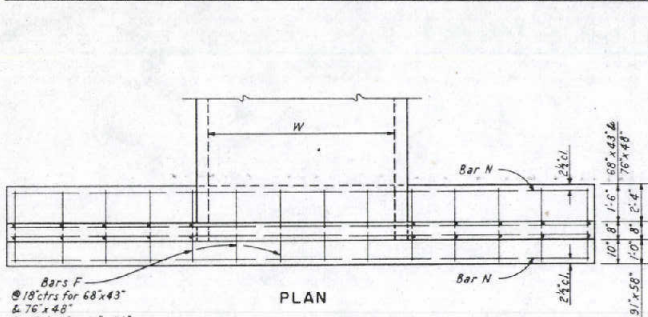 W
Bar N
2½"cl.
68"x43" &
76"x48"
1'-6"
2'-4"
8"
8"
10"
1'-0"
91"x58"
Bars F
@18"ctrs for 68"x43"
& 76"x48"
PLAN
Bar N
2½"cl.